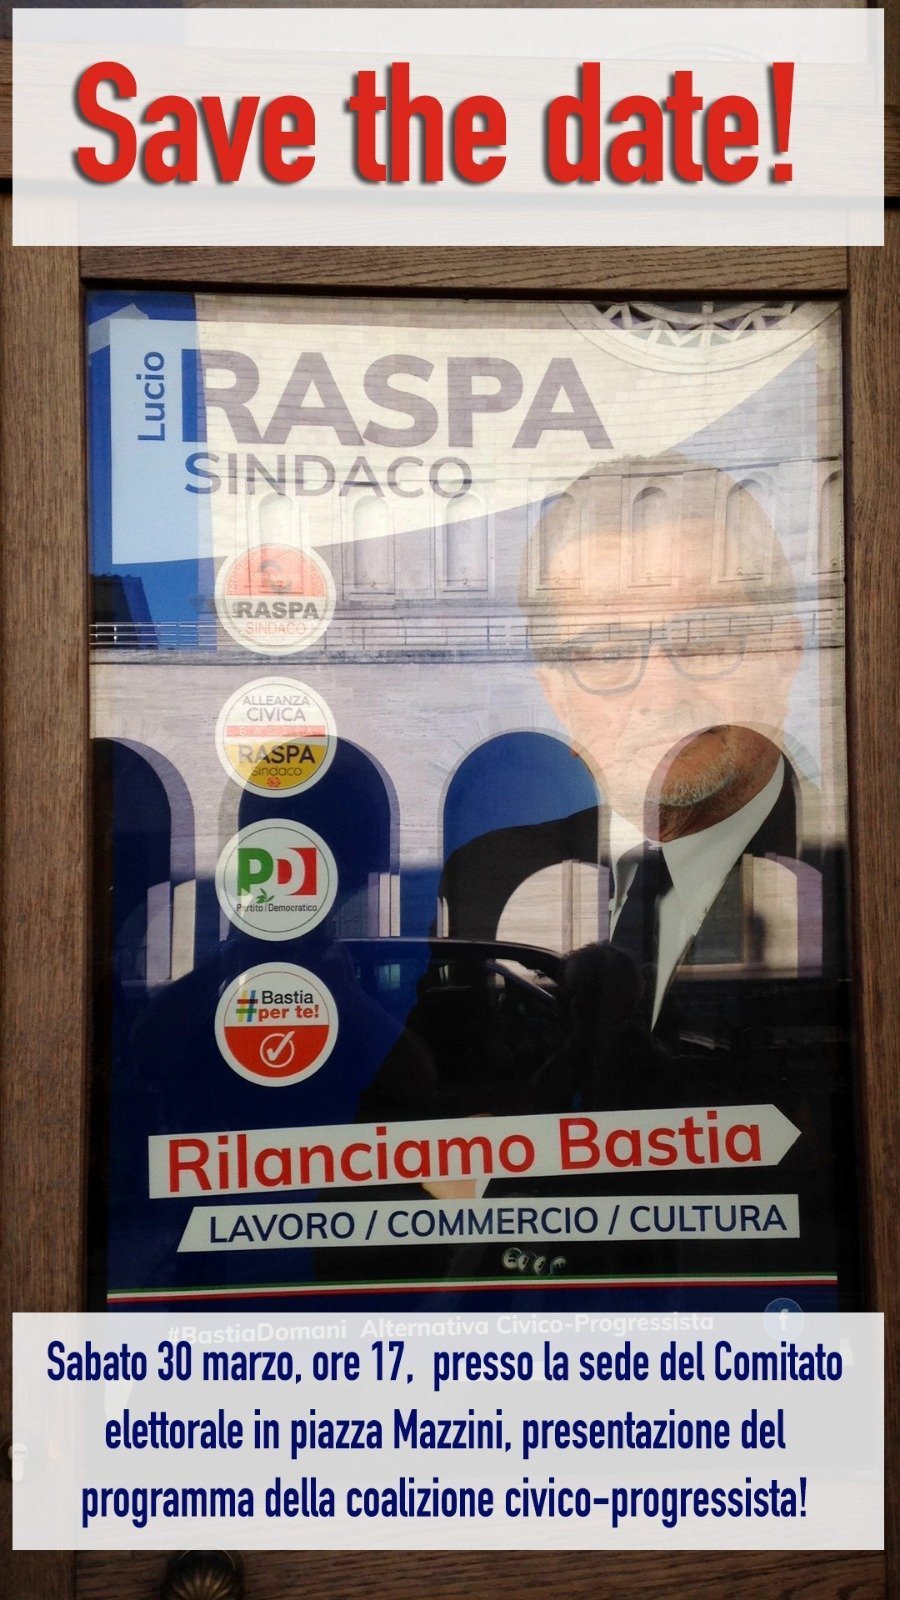 Save the date!
Lucio
RASPA
SINDACO
RASPA
SINDACO
ALLEANZA
CIVICA
RASPA
sindaco
PD
Partito Democratico
#Bastia
per te!
Rilanciamo Bastia
LAVORO / COMMERCIO / CULTURA
#BastiaDomani Alternativa Civico-Progressista
f
Sabato 30 marzo, ore 17, presso la sede del Comitato
elettorale in piazza Mazzini, presentazione del
programma della coalizione civico-progressista!